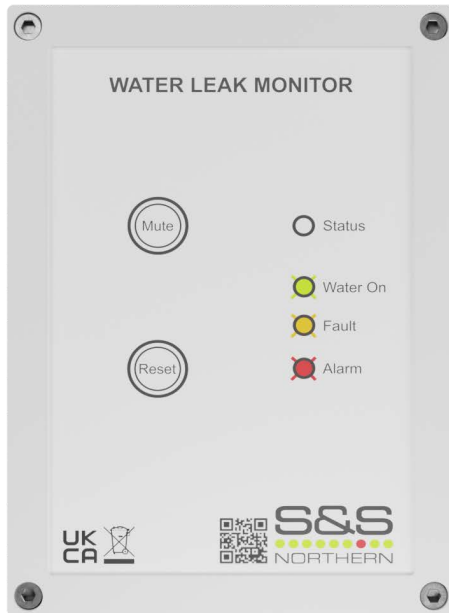 WATER LEAK MONITOR
Mute
Status
Water On
Fault
Reset
Alarm
UK
CA
S&S
NORTHERN